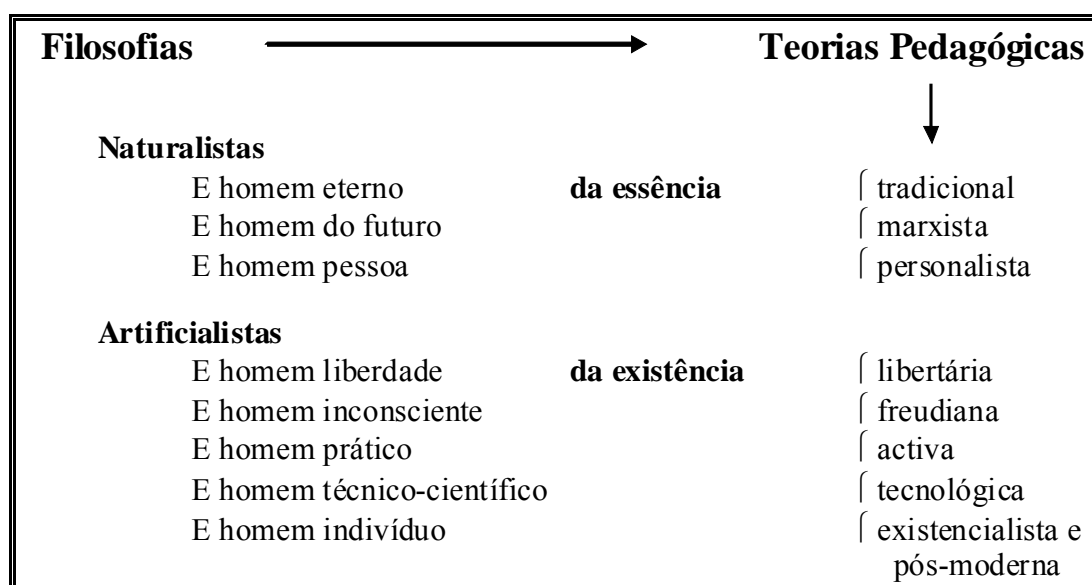 Filosofias Teorias Pedagógicas
Naturalistas
E homem eterno da essência ⌠ tradicional
E homem do futuro ⌠ marxista
E homem pessoa ⌠ personalista
Artificialistas
E homem liberdade da existência ⌠ libertária
E homem inconsciente ⌠ freudiana
E homem prático ⌠ activa
E homem técnico-científico ⌠ tecnológica
E homem indivíduo ⌠ existencialista e
pós-moderna